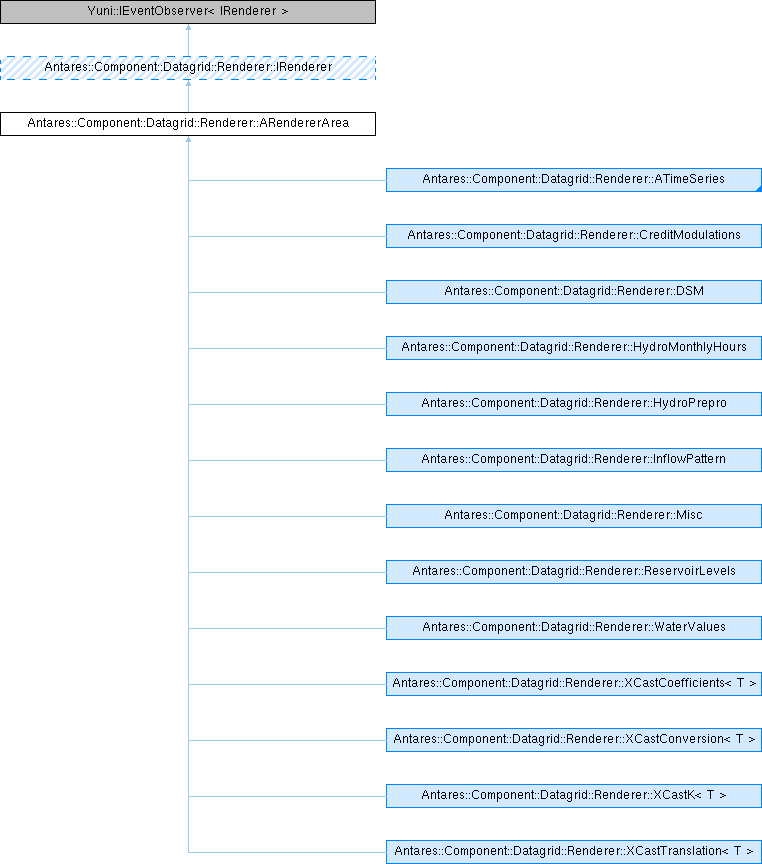 Yuni::IEventObserver< IRenderer >
Antares::Component::Datagrid::Renderer::IRenderer
Antares::Component::Datagrid::Renderer::ARendererArea
Antares::Component::Datagrid::Renderer::ATimeSeries
Antares::Component::Datagrid::Renderer::CreditModulations
Antares::Component::Datagrid::Renderer::DSM
Antares::Component::Datagrid::Renderer::HydroMonthlyHours
Antares::Component::Datagrid::Renderer::HydroPrepro
Antares::Component::Datagrid::Renderer::InflowPattern
Antares::Component::Datagrid::Renderer::Misc
Antares::Component::Datagrid::Renderer::ReservoirLevels
Antares::Component::Datagrid::Renderer::WaterValues
Antares::Component::Datagrid::Renderer::XCastCoefficients< T >
Antares::Component::Datagrid::Renderer::XCastConversion< T >
Antares::Component::Datagrid::Renderer::XCastK< T >
Antares::Component::Datagrid::Renderer::XCastTranslation< T >